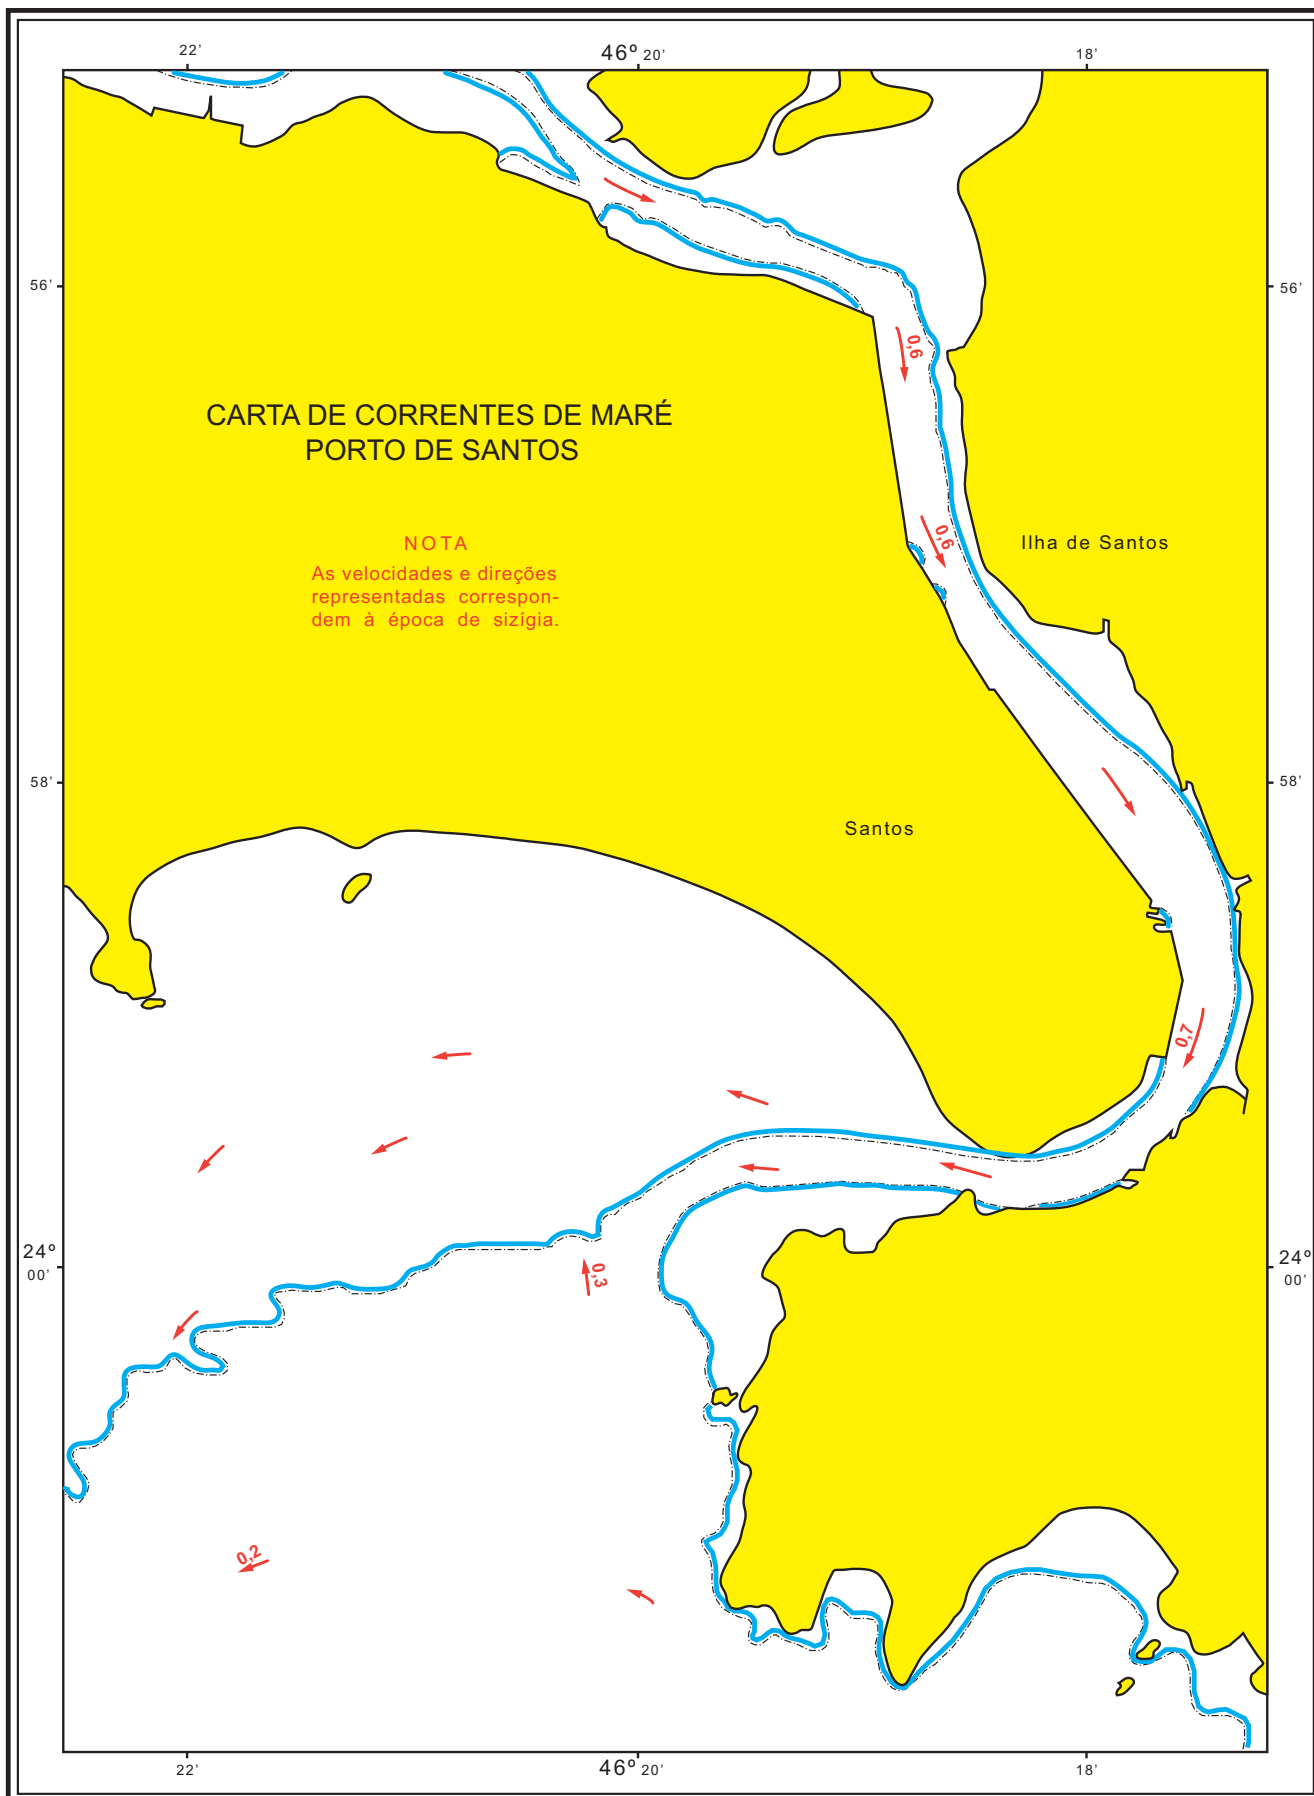 22'
46° 20'
18'
56'
56'
0,6
CARTA DE CORRENTES DE MARÉ
PORTO DE SANTOS
NOTA
As velocidades e direções
representadas correspon-
dem à época de sizígia.
0,6
Ilha de Santos
58'
58'
Santos
0,7
24°
00'
24°
00'
0,3
0,2
22'
46° 20'
18'